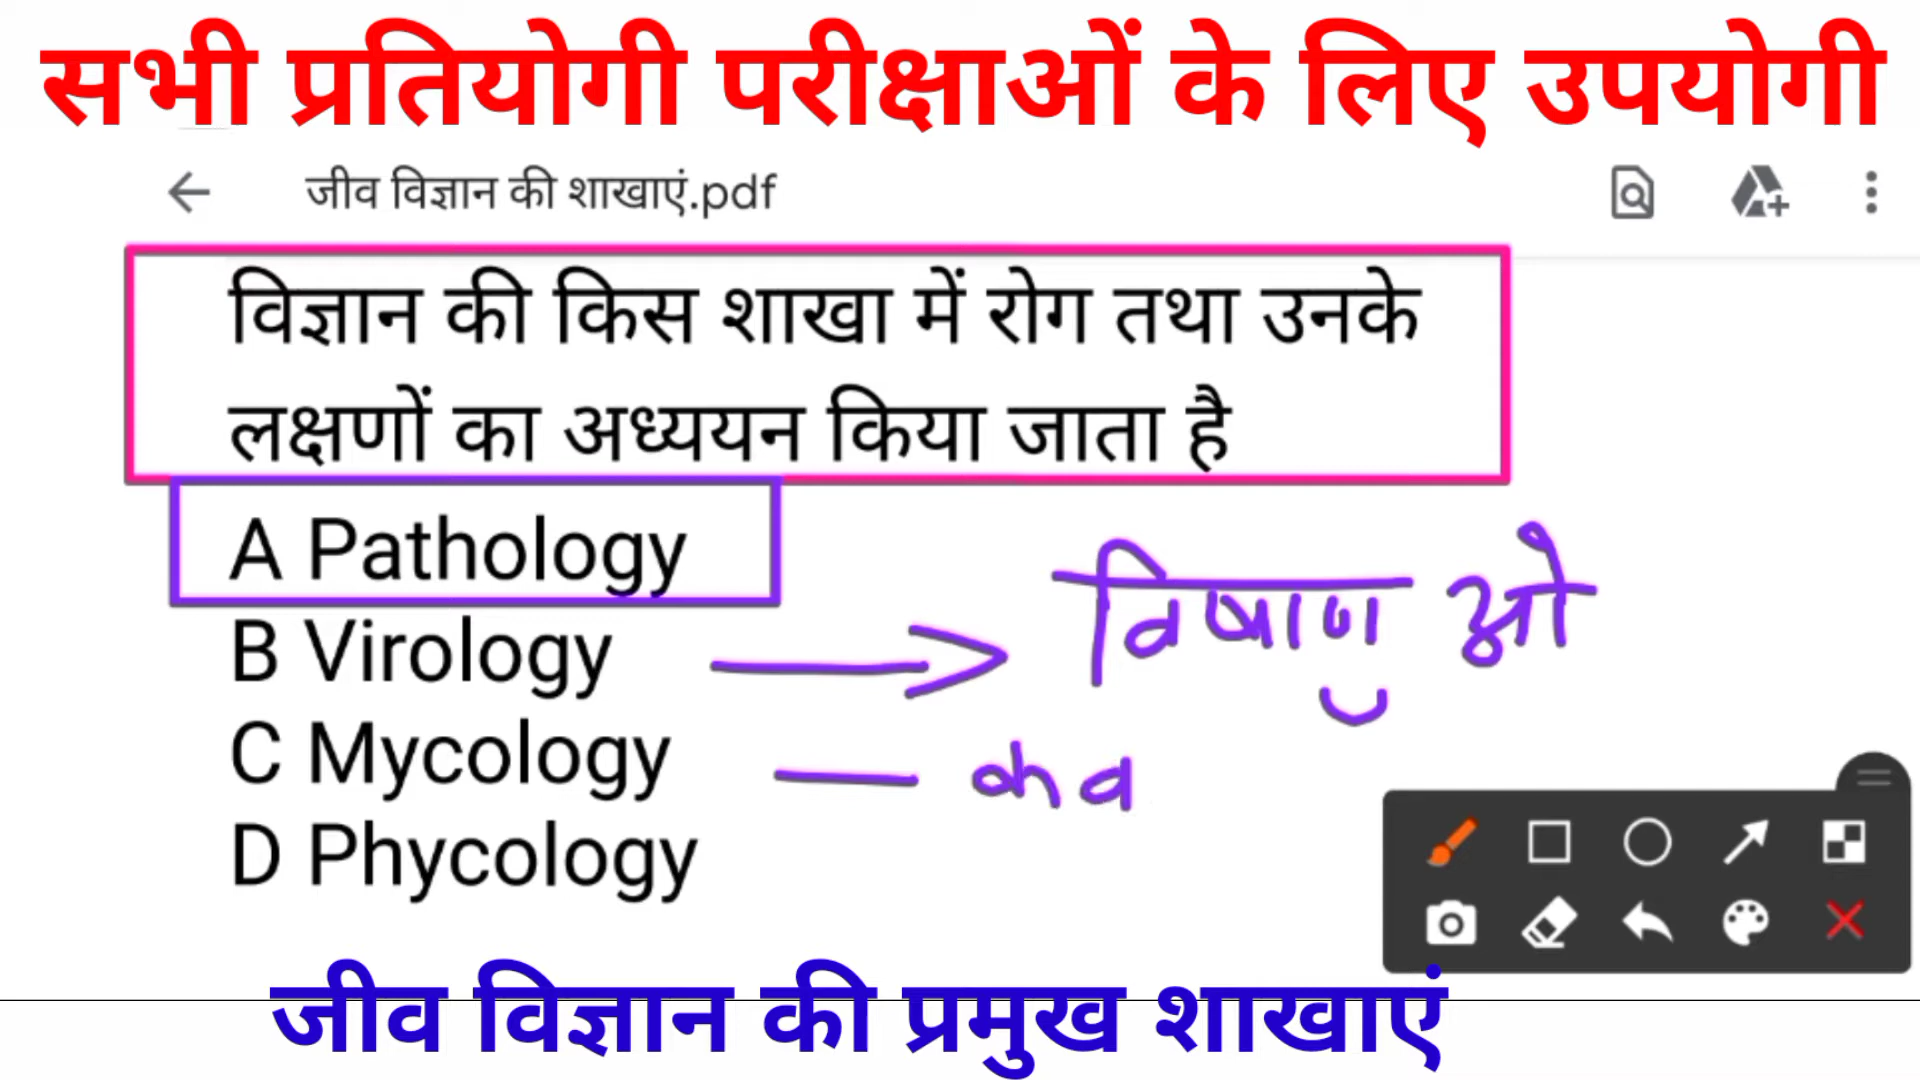 सभी प्रतियोगी परीक्षाओं के लिए उपयोगी
जीव विज्ञान की शाखाएं.pdf
विज्ञान की किस शाखा में रोग तथा उनके
लक्षणों का अध्ययन किया जाता है
A Pathology
B Virology
विषाणुओ
C Mycology
कव
D Phycology
जीव विज्ञान की प्रमुख शाखाएं